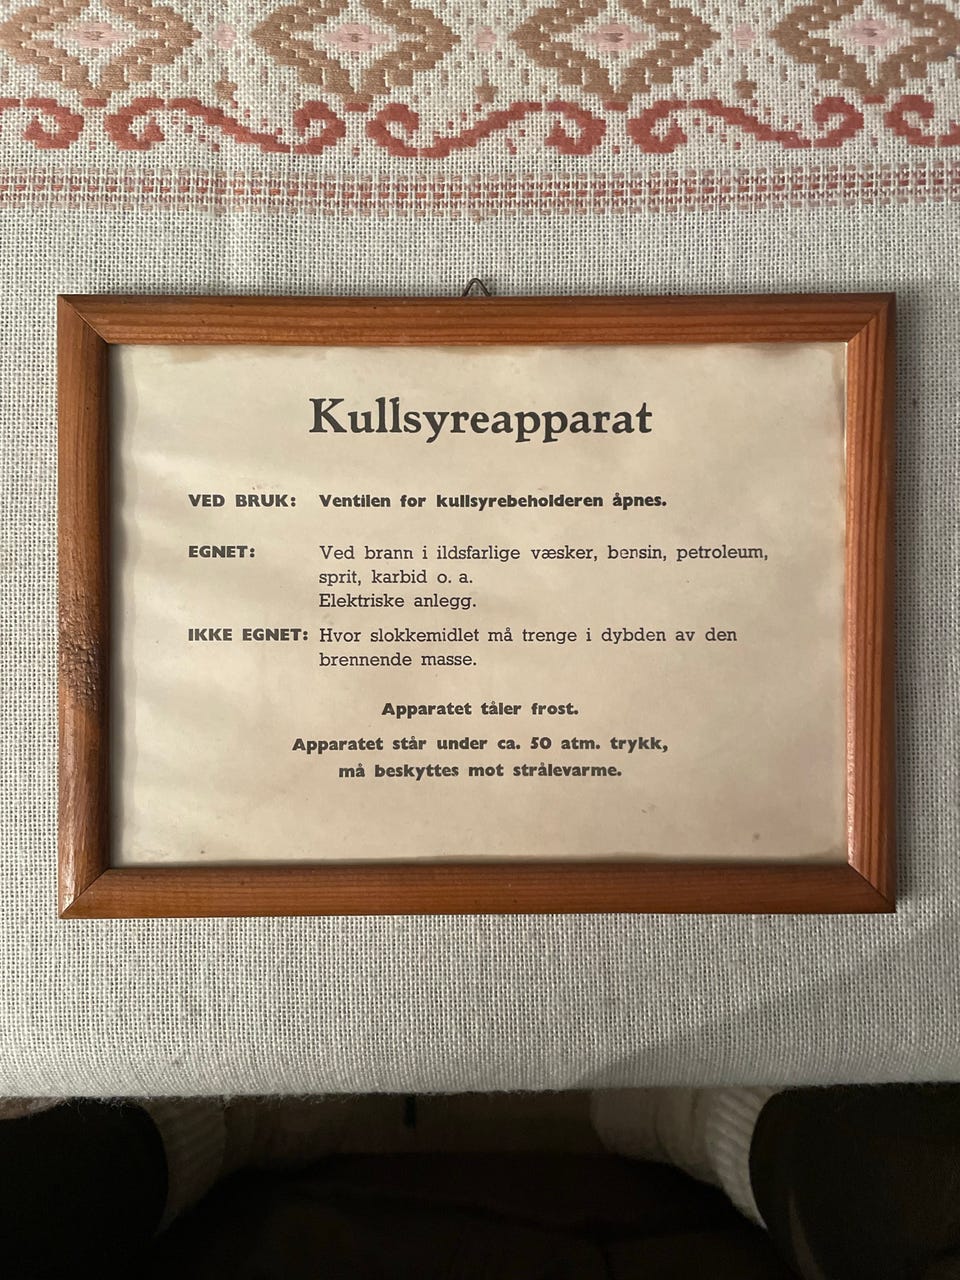 Kullsyreapparat
VED BRUK: Ventilen for kullsyrebeholderen åpnes.
EGNET: Ved brann i ildsfarlige væsker, bensin, petroleum,
sprit, karbid o. a.
Elektriske anlegg.
IKKE EGNET: Hvor slokkemidlet må trenge i dybden av den
brennende masse.
Apparatet tåler frost.
Apparatet står under ca. 50 atm. trykk,
må beskyttes mot strålevarme.